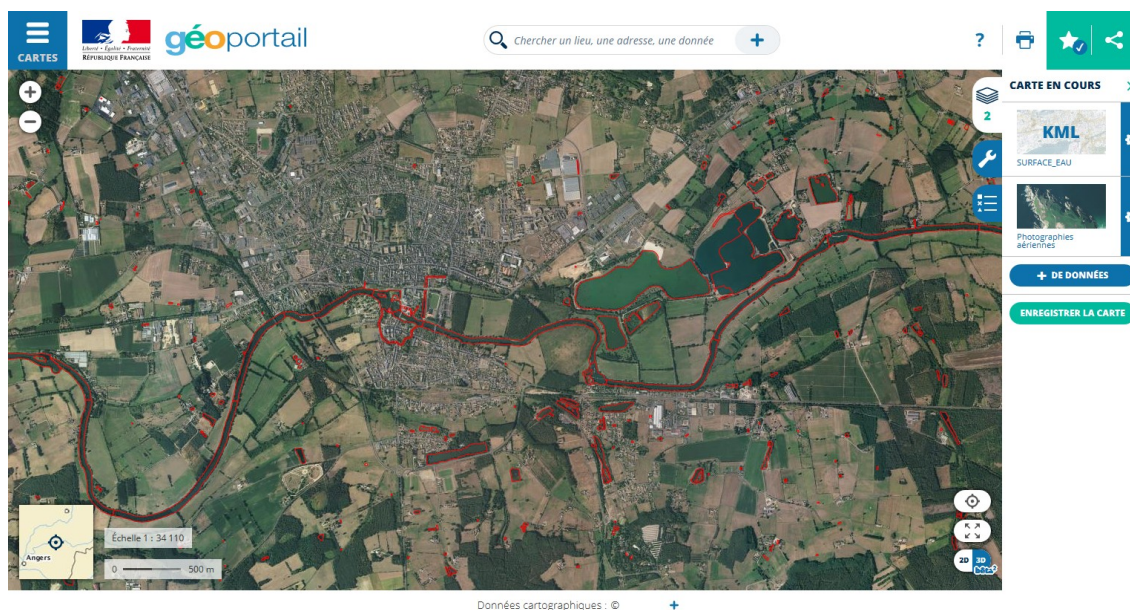 CARTES
Liberté • Égalité • Fraternité
RÉPUBLIQUE FRANÇAISE
géoportail
Chercher un lieu, une adresse, une donnée
+
?
+
−
2
CARTE EN COURS
KML
SURFACE_EAU
Photographies
aériennes
+ DE DONNÉES
ENREGISTRER LA CARTE
Angers
Échelle 1 : 34 110
0 500 m
2D 3D
Données cartographiques : © +